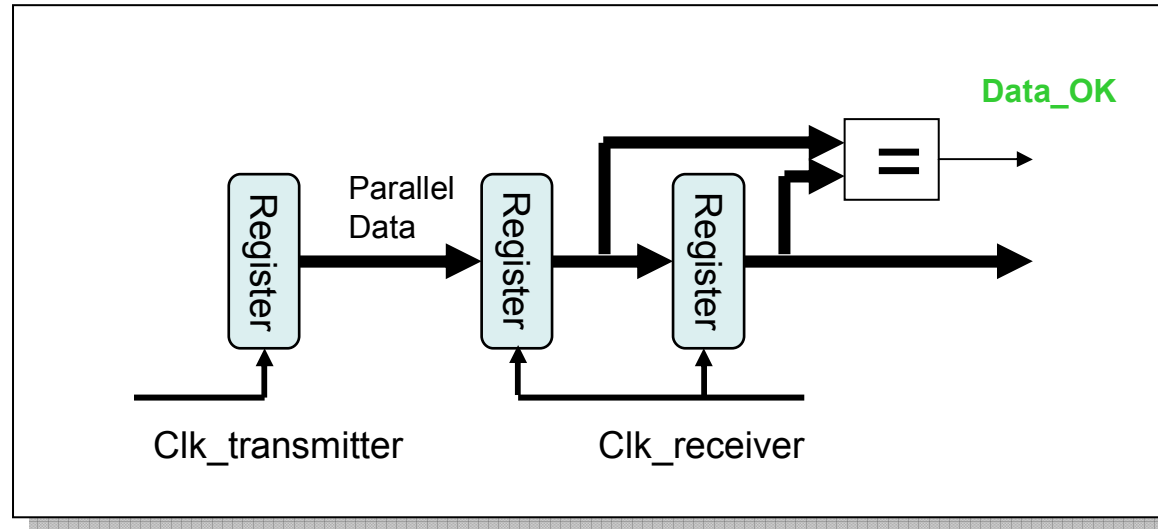 Data_OK
=
Parallel
Data
Register
Register
Register
Clk_transmitter
Clk_receiver